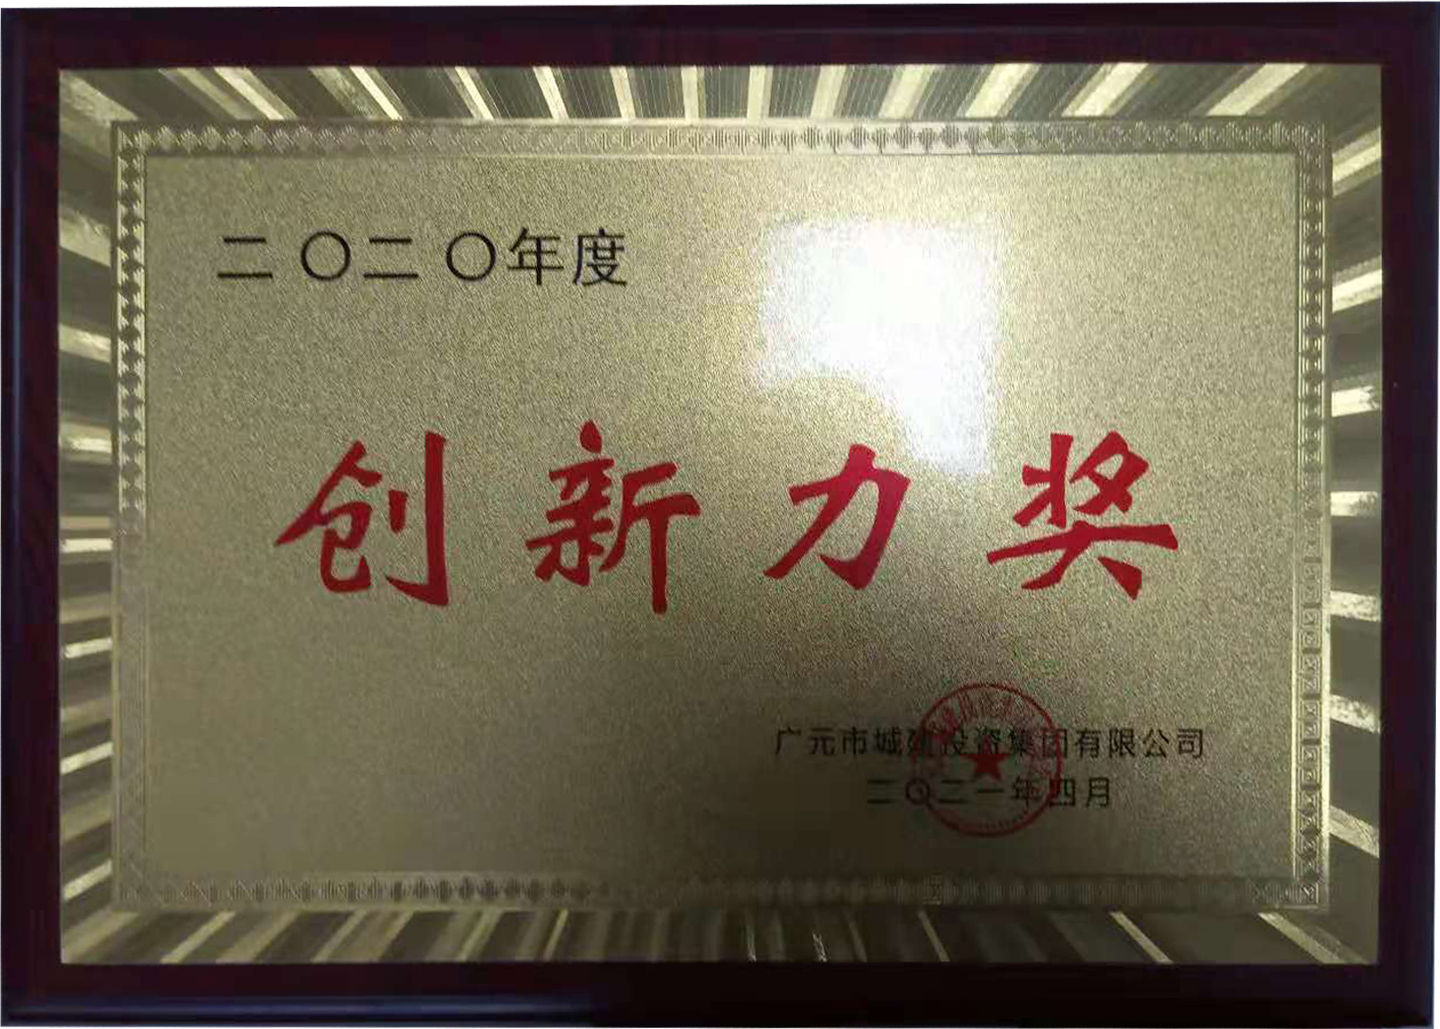 二〇二〇年度
创新力奖
广元市城建投资集团有限公司
二〇二一年四月